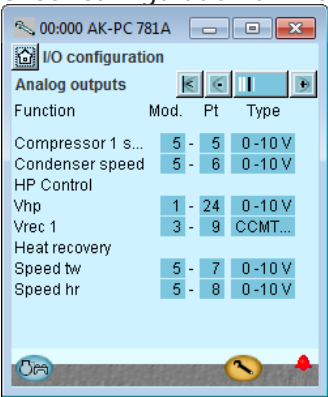 00:000 AK-PC 781A
I/O configuration
Analog outputs
Function Mod. Pt Type
Compressor 1 s... 5 - 5 0-10 V
Condenser speed 5 - 6 0-10 V
HP Control
Vhp 1 - 24 0-10 V
Vrec 1 3 - 9 CCMT...
Heat recovery
Speed tw 5 - 7 0-10 V
Speed hr 5 - 8 0-10 V